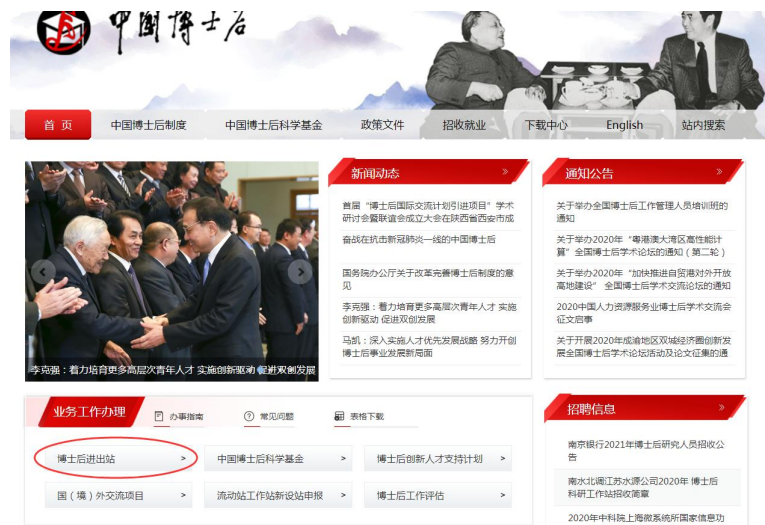 中国博士后
首 页 中国博士后制度 中国博士后科学基金 政策文件 招收就业 下载中心 English 站内搜索
新闻动态 »
首届“博士后国际交流计划引进项目”学术
研讨会暨联谊会成立大会在陕西省西安市成
奋战在抗击新冠肺炎一线的中国博士后
国务院办公厅关于改革完善博士后制度的意
见
李克强：着力培育更多高层次青年人才 实施
创新驱动 促进双创发展
马凯：深入实施人才优先发展战略 努力开创
博士后事业发展新局面
通知公告 »
关于举办全国博士后工作管理人员培训班的
通知
关于举办2020年“粤港澳大湾区高性能计
算”全国博士后学术论坛的通知（第二轮）
关于举办2020年“加快推进自贸港对外开放
高地建设” 全国博士后学术交流论坛的通知
2020中国人力资源服务业博士后学术交流会
征文启事
关于开展2020年成渝地区双城经济圈创新发
展全国博士后学术论坛活动及论文征集的通
李克强：着力培育更多高层次青年人才 实施创新驱动 促进双创发展
业务工作办理 办事指南 常见问题 表格下载
博士后进出站 > 中国博士后科学基金 > 博士后创新人才支持计划 >
国（境）外交流项目 > 流动站工作站新设站申报 > 博士后工作评估 >
招聘信息 »
南京银行2021年博士后研究人员招收公
告
南水北调江苏水源公司2020年 博士后
科研工作站招收简章
2020年中科院上海微系统所国家信息功